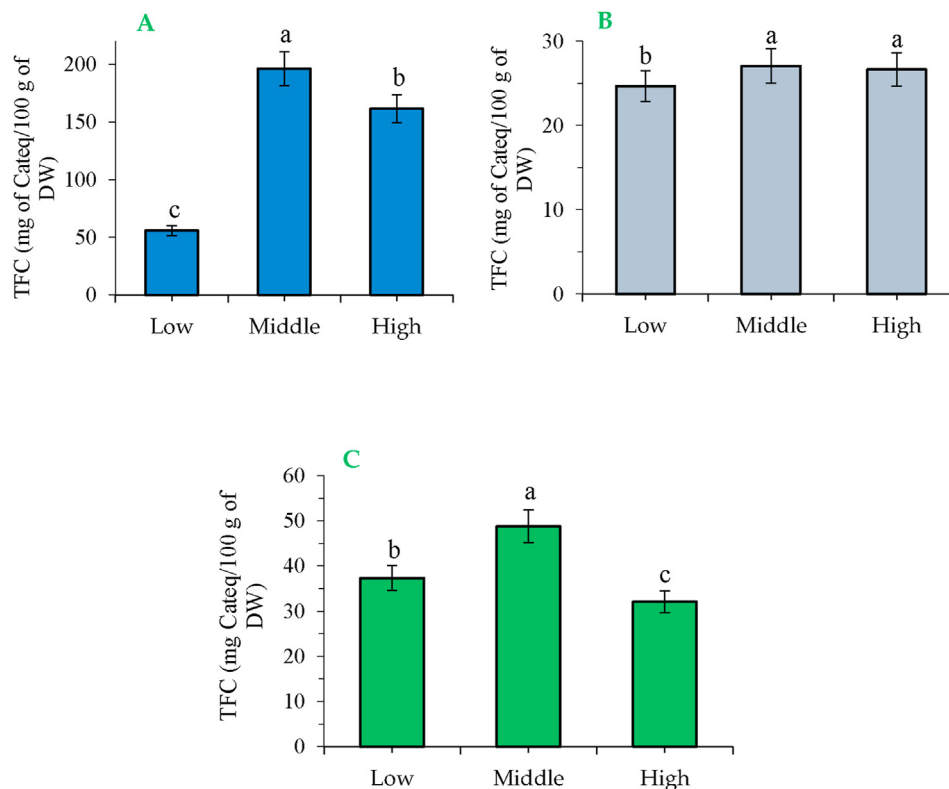 A
TFC (mg of Cateq/100 g of
DW)
200
150
100
50
0
c
a
b
Low
Middle
High
B
TFC (mg of Cateq/100 g of
DW)
30
20
10
0
b
a
a
Low
Middle
High
C
TFC (mg Cateq/100 g of
DW)
60
50
40
30
20
10
0
b
a
c
Low
Middle
High